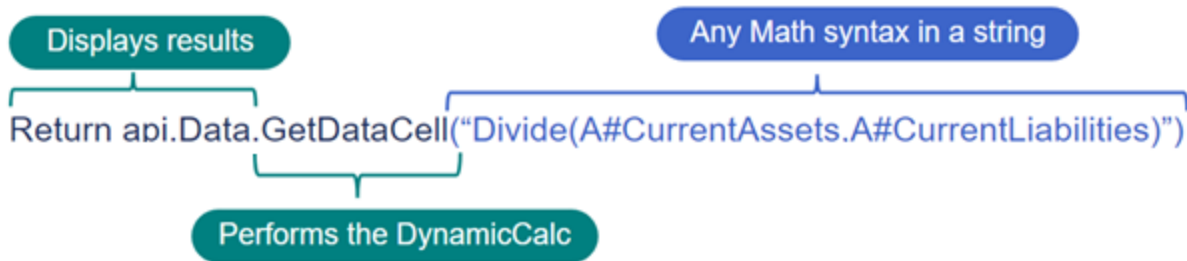 Displays results
Any Math syntax in a string
Return api.Data.GetDataCell(“Divide(A#CurrentAssets.A#CurrentLiabilities)”)
Performs the DynamicCalc